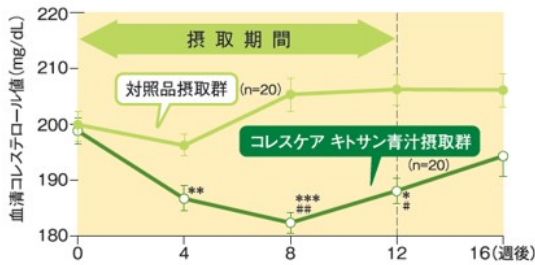 血清コレステロール値(mg/dL)
220
210
200
190
180
摂取期間
対照品摂取群 (n=20)
コレスケア キトサン青汁摂取群
(n=20)
**
***
##
*
#
0 4 8 12 16(週後)